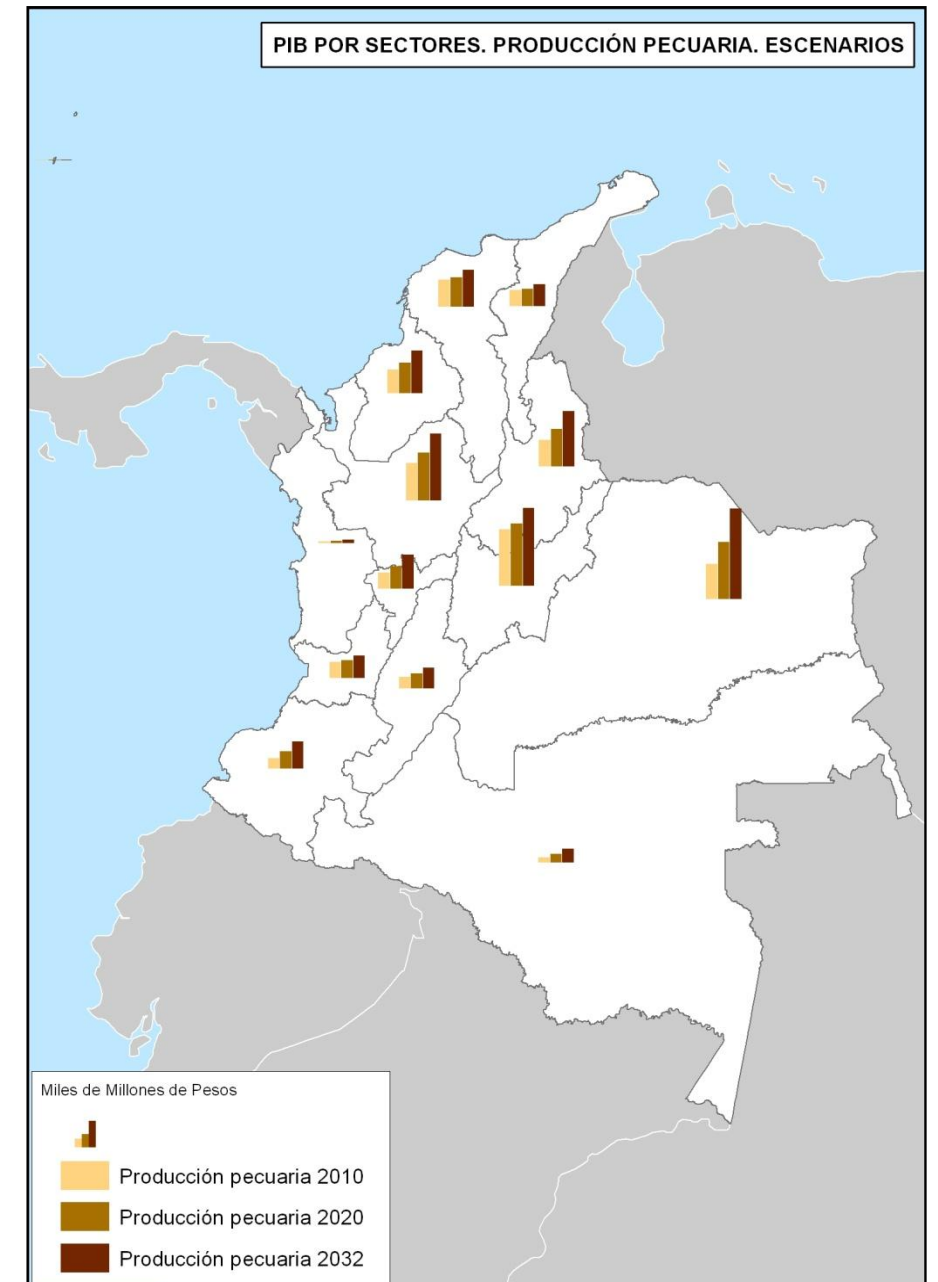 PIB POR SECTORES. PRODUCCIÓN PECUARIA. ESCENARIOS
Miles de Millones de Pesos
Producción pecuaria 2010
Producción pecuaria 2020
Producción pecuaria 2032